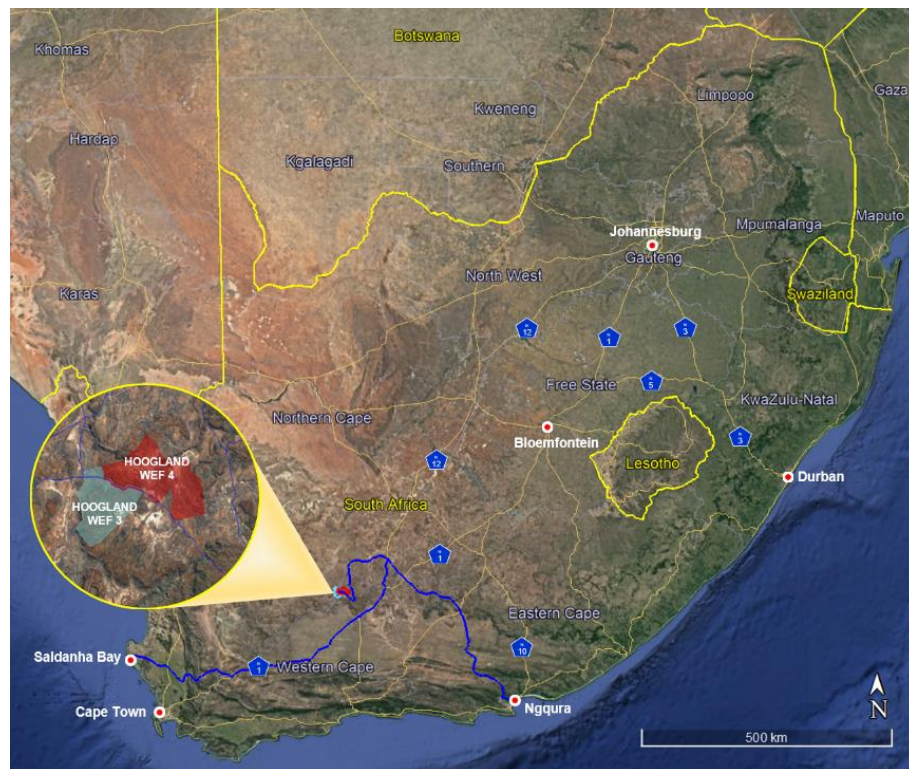 Botswana
Khomas
Limpopo
Gaza
Kweneng
Hardap
Kgalagadi
Southern
Mpumalanga
Maputo
Johannesburg
Gauteng
North West
Karas
Swaziland
N
12
N
1
N
3
N
5
Free State
KwaZulu-Natal
Northern Cape
Bloemfontein
N
3
HOOGLAND
WEF 4
N
12
Lesotho
Durban
HOOGLAND
WEF 3
South Africa
N
1
Eastern Cape
N
10
Saldanha Bay
N
1
Western Cape
Ngqura
Cape Town
N
500 km